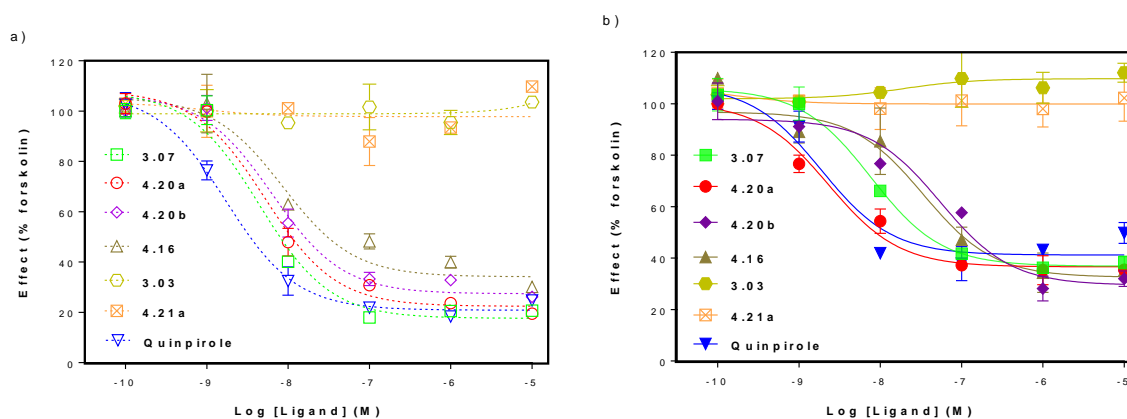 a)
120
100
80
60
40
20
0
Effect (% forskolin)
3.07
4.20a
4.20b
4.16
3.03
4.21a
Quinpirole
-10
-9
-8
-7
-6
-5
Log [Ligand] (M)
b)
120
100
80
60
40
20
0
Effect (% forskolin)
3.07
4.20a
4.20b
4.16
3.03
4.21a
Quinpirole
-10
-9
-8
-7
-6
-5
Log [Ligand] (M)